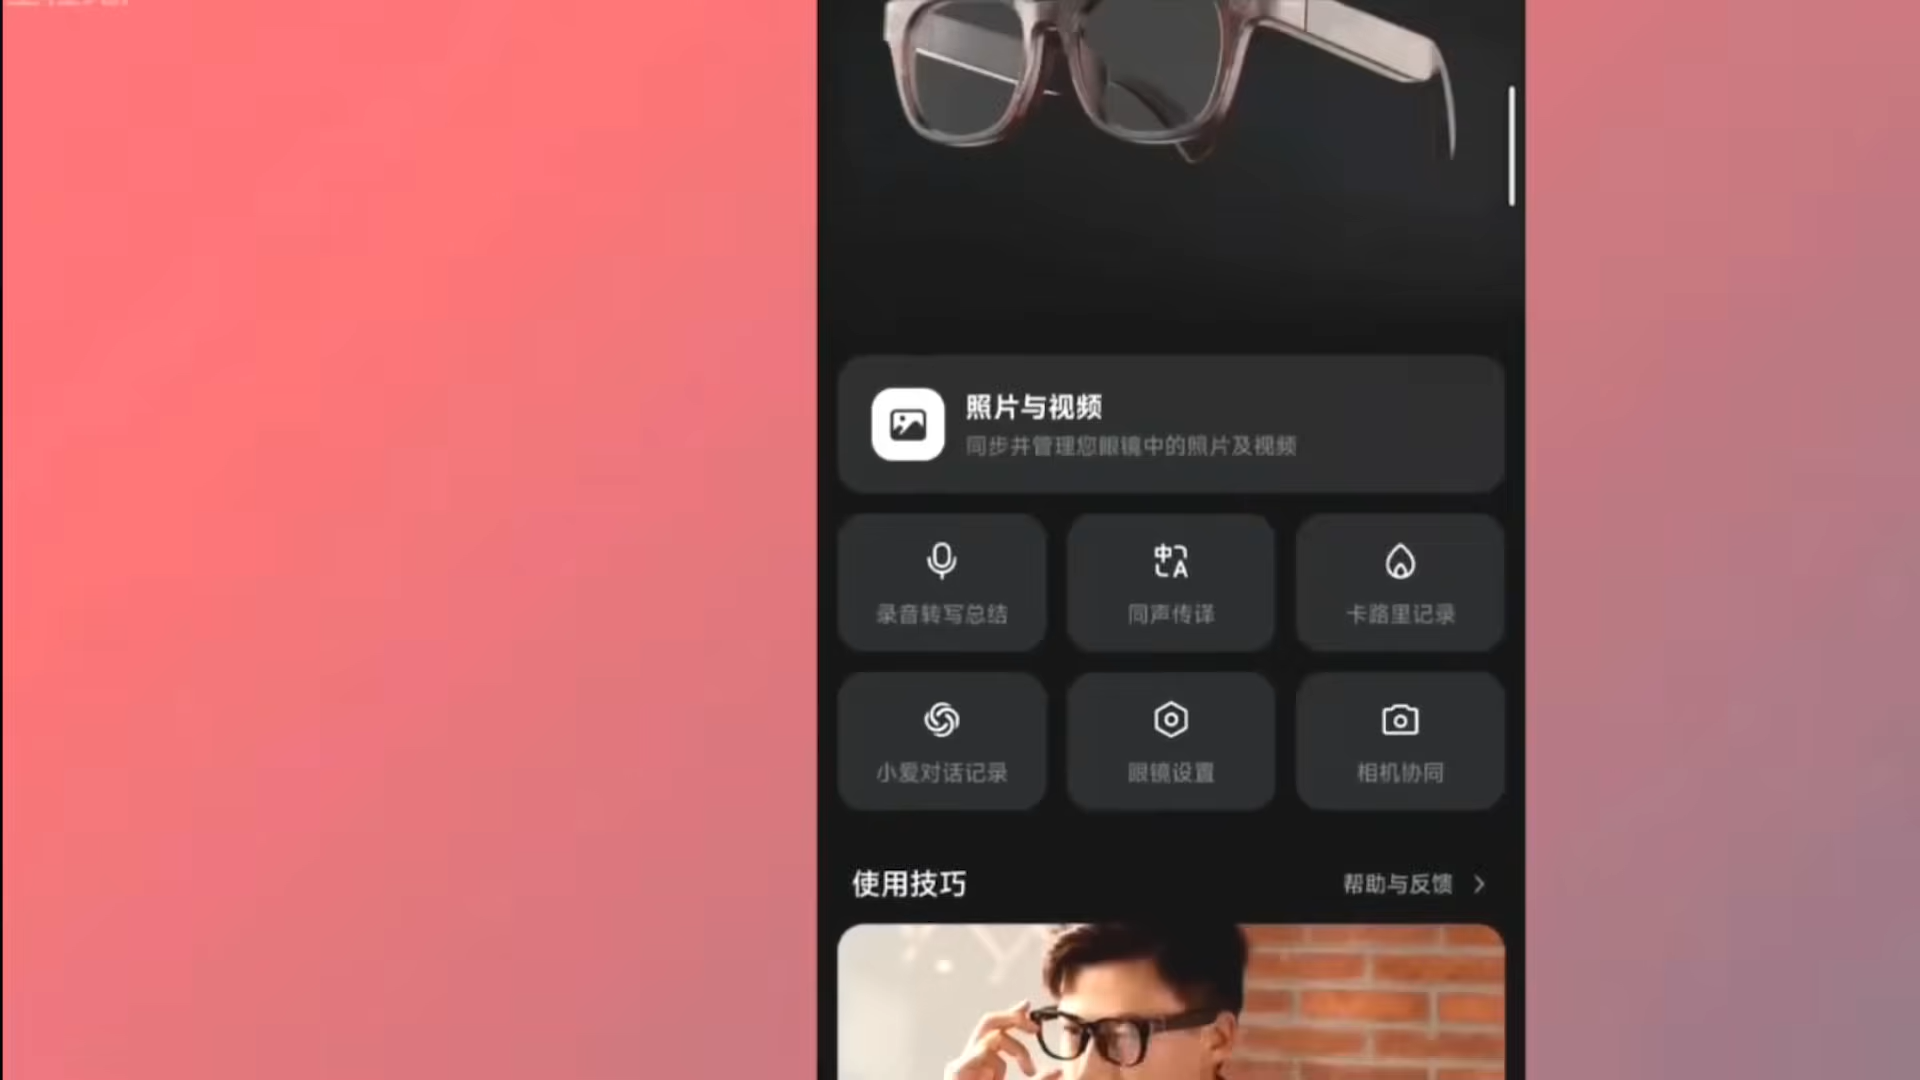 照片与视频
同步并管理您眼镜中的照片及视频
录音转写总结
同声传译
卡路里记录
小爱对话记录
眼镜设置
相机协同
使用技巧
帮助与反馈